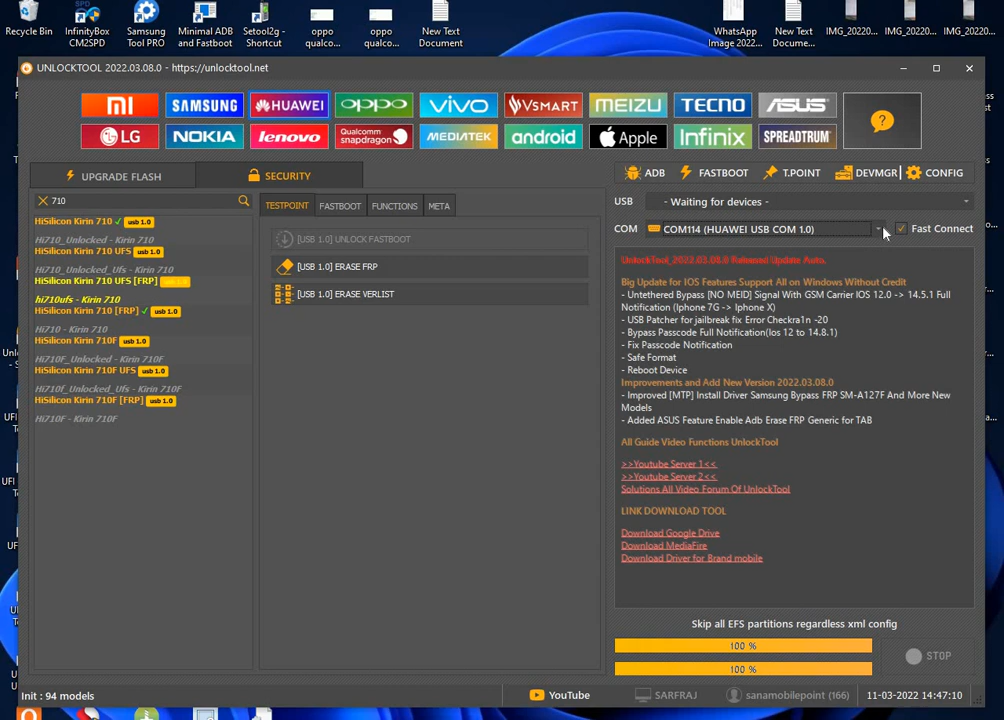 Recycle Bin
InfinityBox
CM2SPD
Samsung
Tool PRO
Minimal ADB
and Fastboot
Setool2g -
Shortcut
oppo
qualco...
oppo
qualco...
New Text
Document
WhatsApp
Image 2022...
New Text
Docume...
IMG_20220...
IMG_20220...
IMG_20220...
UNLOCKTOOL 2022.03.08.0 - https://unlocktool.net
MI
SAMSUNG
HUAWEI
OPPO
VIVO
VSMART
MEIZU
TECNO
ASUS
LG
NOKIA
lenovo
Qualcomm
snapdragon
MEDIATEK
android
Apple
Infinix
SPREADTRUM
?
UPGRADE FLASH
SECURITY
ADB
FASTBOOT
T.POINT
DEVMGR
CONFIG
710
TESTPOINT
FASTBOOT
FUNCTIONS
META
USB
- Waiting for devices -
COM
COM114 (HUAWEI USB COM 1.0)
Fast Connect
HiSilicon Kirin 710 ✓ usb 1.0
Hi710_Unlocked - Kirin 710
HiSilicon Kirin 710 UFS usb 1.0
Hi710_Unlocked_Ufs - Kirin 710
HiSilicon Kirin 710 UFS [FRP] usb 1.0
hi710ufs - Kirin 710
HiSilicon Kirin 710 [FRP] ✓ usb 1.0
Hi710 - Kirin 710
HiSilicon Kirin 710F usb 1.0
Hi710F_Unlocked - Kirin 710F
HiSilicon Kirin 710F UFS usb 1.0
Hi710f_Unlocked_Ufs - Kirin 710F
HiSilicon Kirin 710F [FRP] usb 1.0
Hi710F - Kirin 710F
[USB 1.0] UNLOCK FASTBOOT
[USB 1.0] ERASE FRP
[USB 1.0] ERASE VERLIST
UnlockTool_2022.03.08.0 Released Update Auto.
Big Update for IOS Features Support All on Windows Without Credit
- Untethered Bypass [NO MEID] Signal With GSM Carrier IOS 12.0 -> 14.5.1 Full
Notification (Iphone 7G -> Iphone X)
- USB Patcher for jailbreak fix Error Checkra1n -20
- Bypass Passcode Full Notification(Ios 12 to 14.8.1)
- Fix Passcode Notification
- Safe Format
- Reboot Device
Improvements and Add New Version 2022.03.08.0
- Improved [MTP] Install Driver Samsung Bypass FRP SM-A127F And More New
Models
- Added ASUS Feature Enable Adb Erase FRP Generic for TAB
All Guide Video Functions UnlockTool
>>Youtube Server 1<<
>>Youtube Server 2<<
Solutions All Video Forum Of UnlockTool
LINK DOWNLOAD TOOL
Download Google Drive
Download MediaFire
Download Driver for Brand mobile
Skip all EFS partitions regardless xml config
100 %
100 %
STOP
Init : 94 models
YouTube
SARFRAJ
sanamobilepoint (166)
11-03-2022 14:47:10